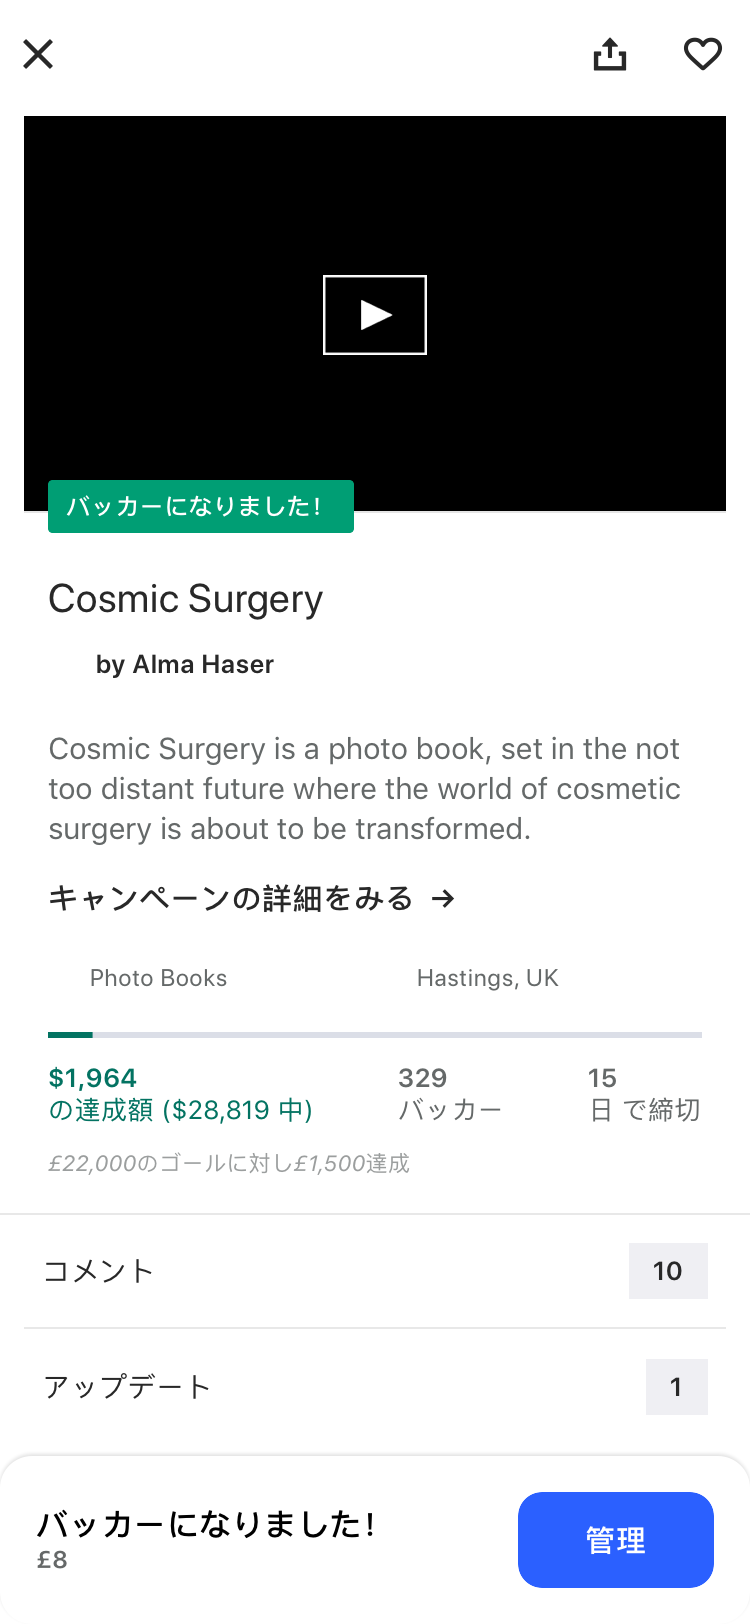 バッカーになりました!
Cosmic Surgery
by Alma Haser
Cosmic Surgery is a photo book, set in the not
too distant future where the world of cosmetic
surgery is about to be transformed.
キャンペーンの詳細をみる →
Photo Books
Hastings, UK
$1,964
の達成額 ($28,819 中)
329
バッカー
15
日 で締切
£22,000のゴールに対し£1,500達成
コメント
10
アップデート
1
バッカーになりました!
£8
管理